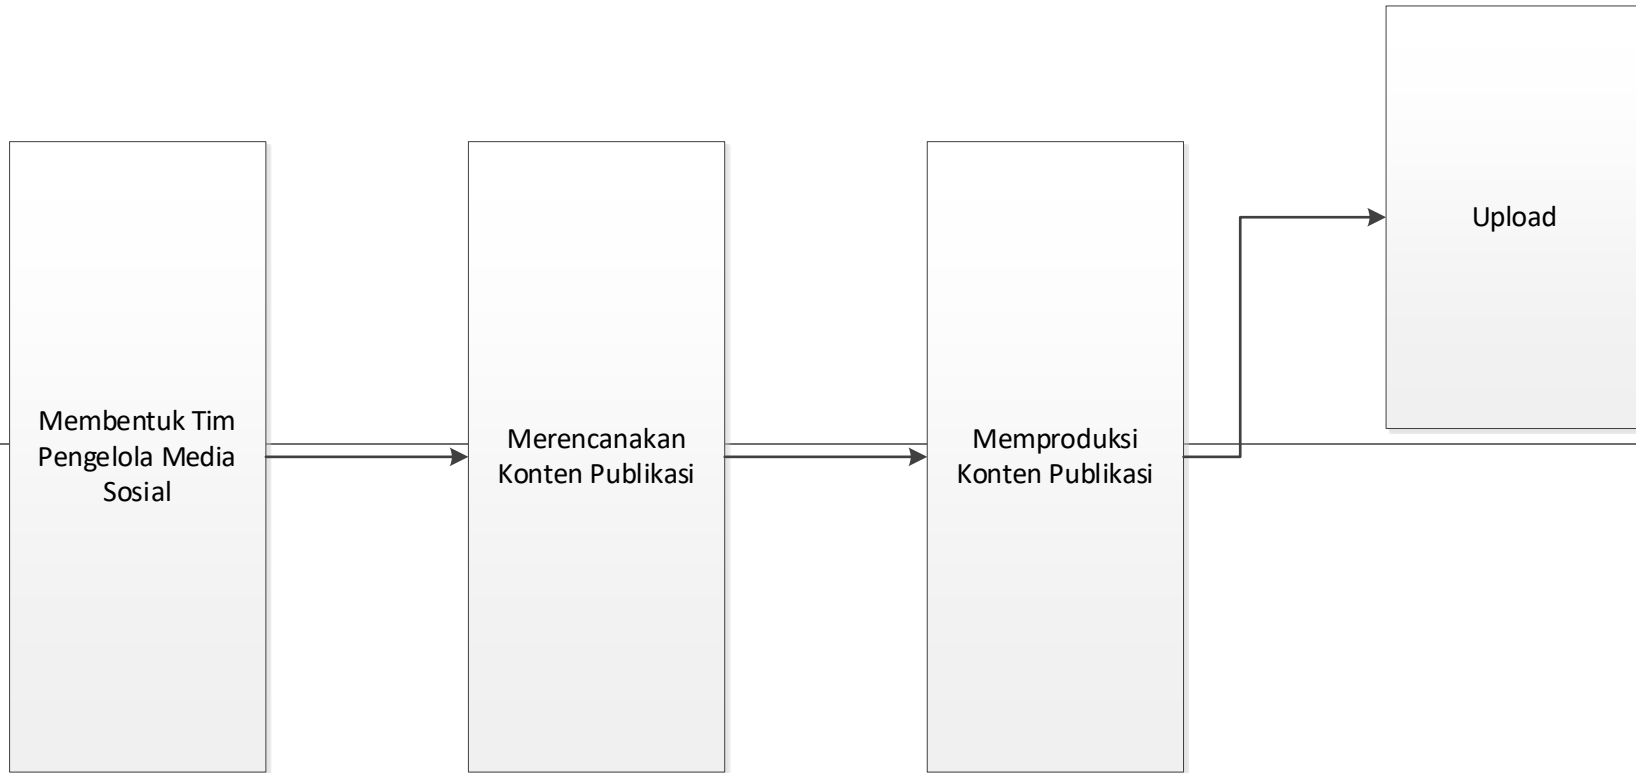 Membentuk Tim
Pengelola Media
Sosial
Merencanakan
Konten Publikasi
Memproduksi
Konten Publikasi
Upload